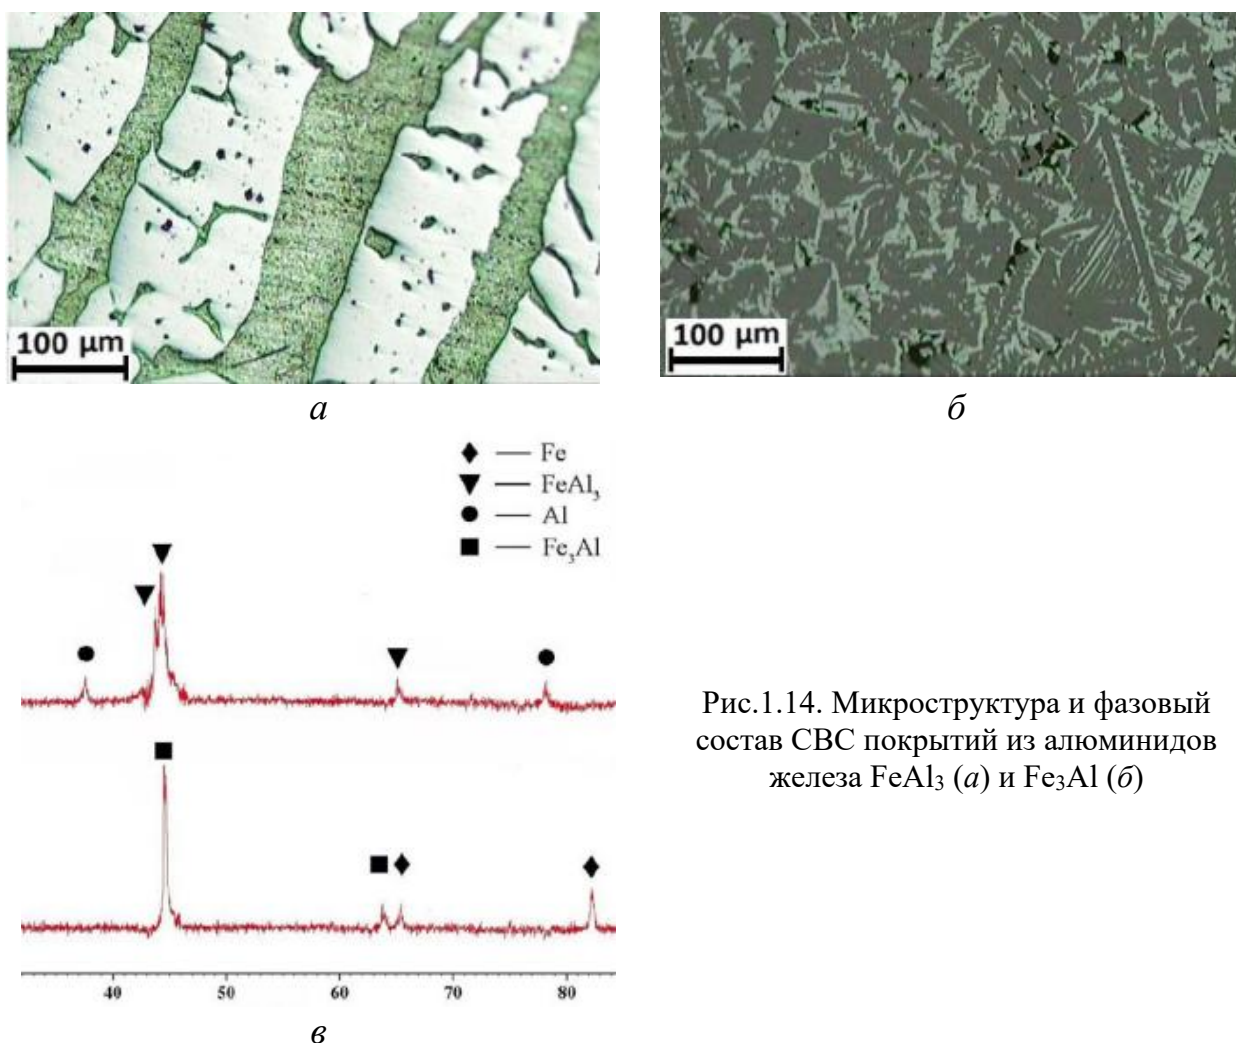 100 µm
100 µm
а
б
♦ — Fe
▼ — FeAl₃
● — Al
■ — Fe₃Al
40 50 60 70 80
в
Рис.1.14. Микроструктура и фазовый
состав СВС покрытий из алюминидов
железа FeAl₃ (а) и Fe₃Al (б)